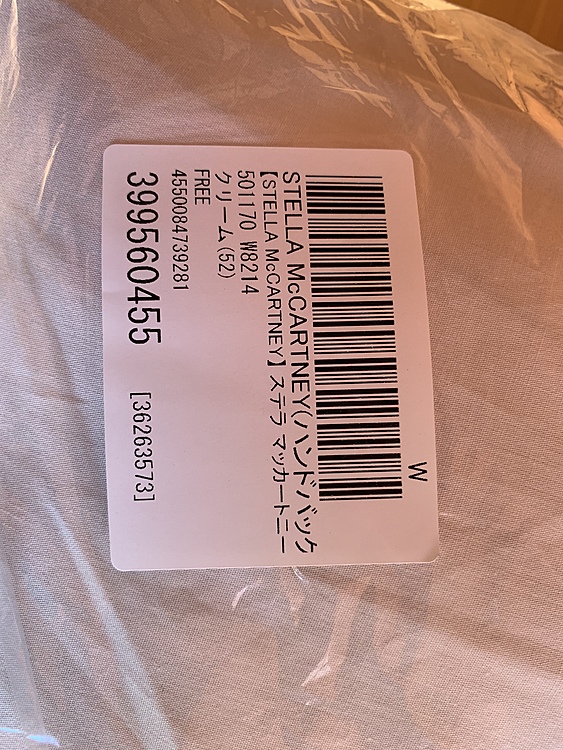 W
STELLA McCARTNEY(ハンドバック
【STELLA McCARTNEY】ステラ マッカートニー
501170 W8214
クリーム(52)
FREE
4550084739281
399560455 [36263573]